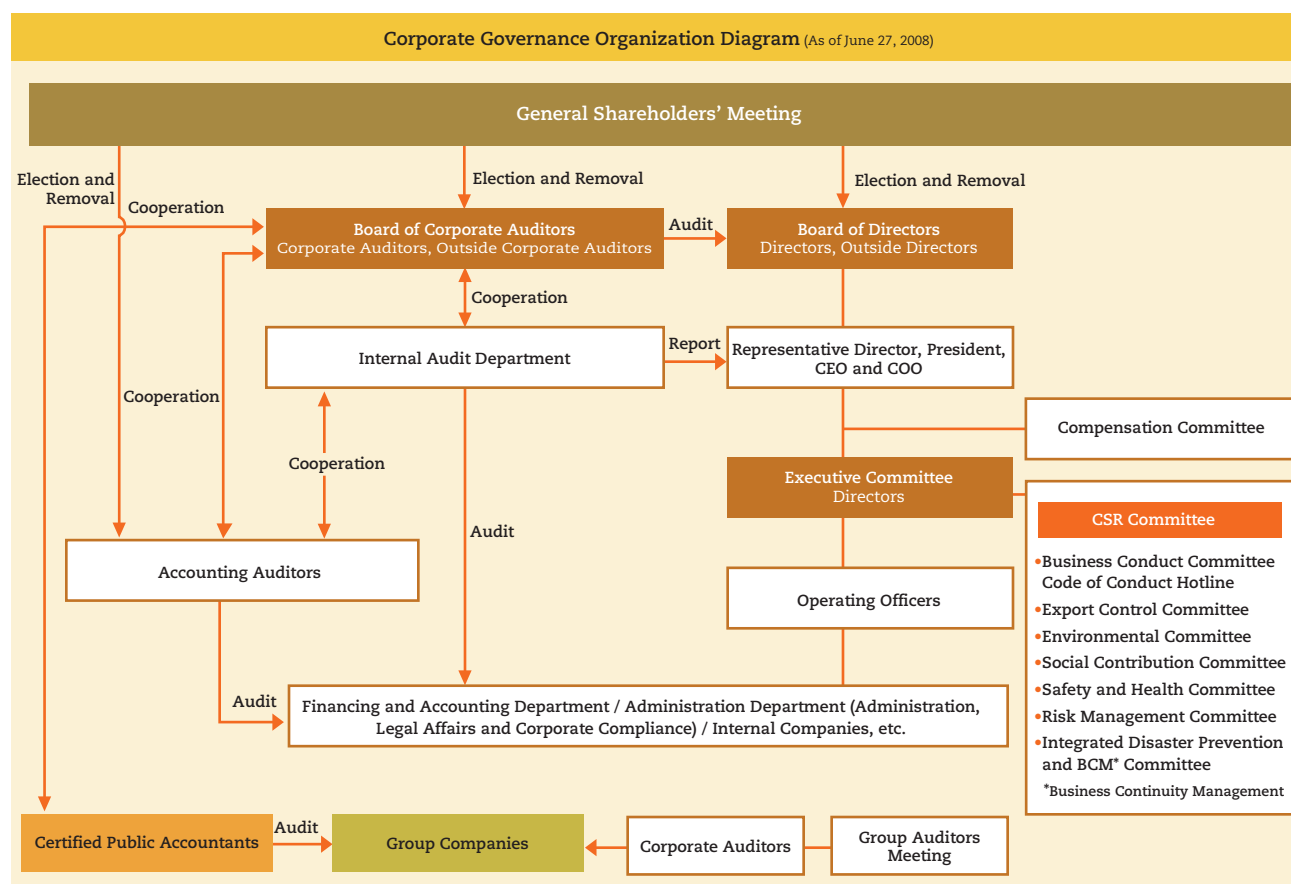 Corporate Governance Organization Diagram (As of June 27, 2008)
General Shareholders’ Meeting
Election and
Removal
Election and Removal
Election and Removal
Cooperation
Board of Corporate Auditors
Corporate Auditors, Outside Corporate Auditors
Audit
Board of Directors
Directors, Outside Directors
Cooperation
Internal Audit Department
Report
Representative Director, President,
CEO and COO
Cooperation
Compensation Committee
Cooperation
Executive Committee
Directors
CSR Committee
•Business Conduct Committee
Code of Conduct Hotline
•Export Control Committee
•Environmental Committee
•Social Contribution Committee
•Safety and Health Committee
•Risk Management Committee
•Integrated Disaster Prevention
and BCM* Committee
*Business Continuity Management
Audit
Accounting Auditors
Operating Officers
Audit
Financing and Accounting Department / Administration Department (Administration,
Legal Affairs and Corporate Compliance) / Internal Companies, etc.
Certified Public Accountants
Audit
Group Companies
Corporate Auditors
Group Auditors
Meeting